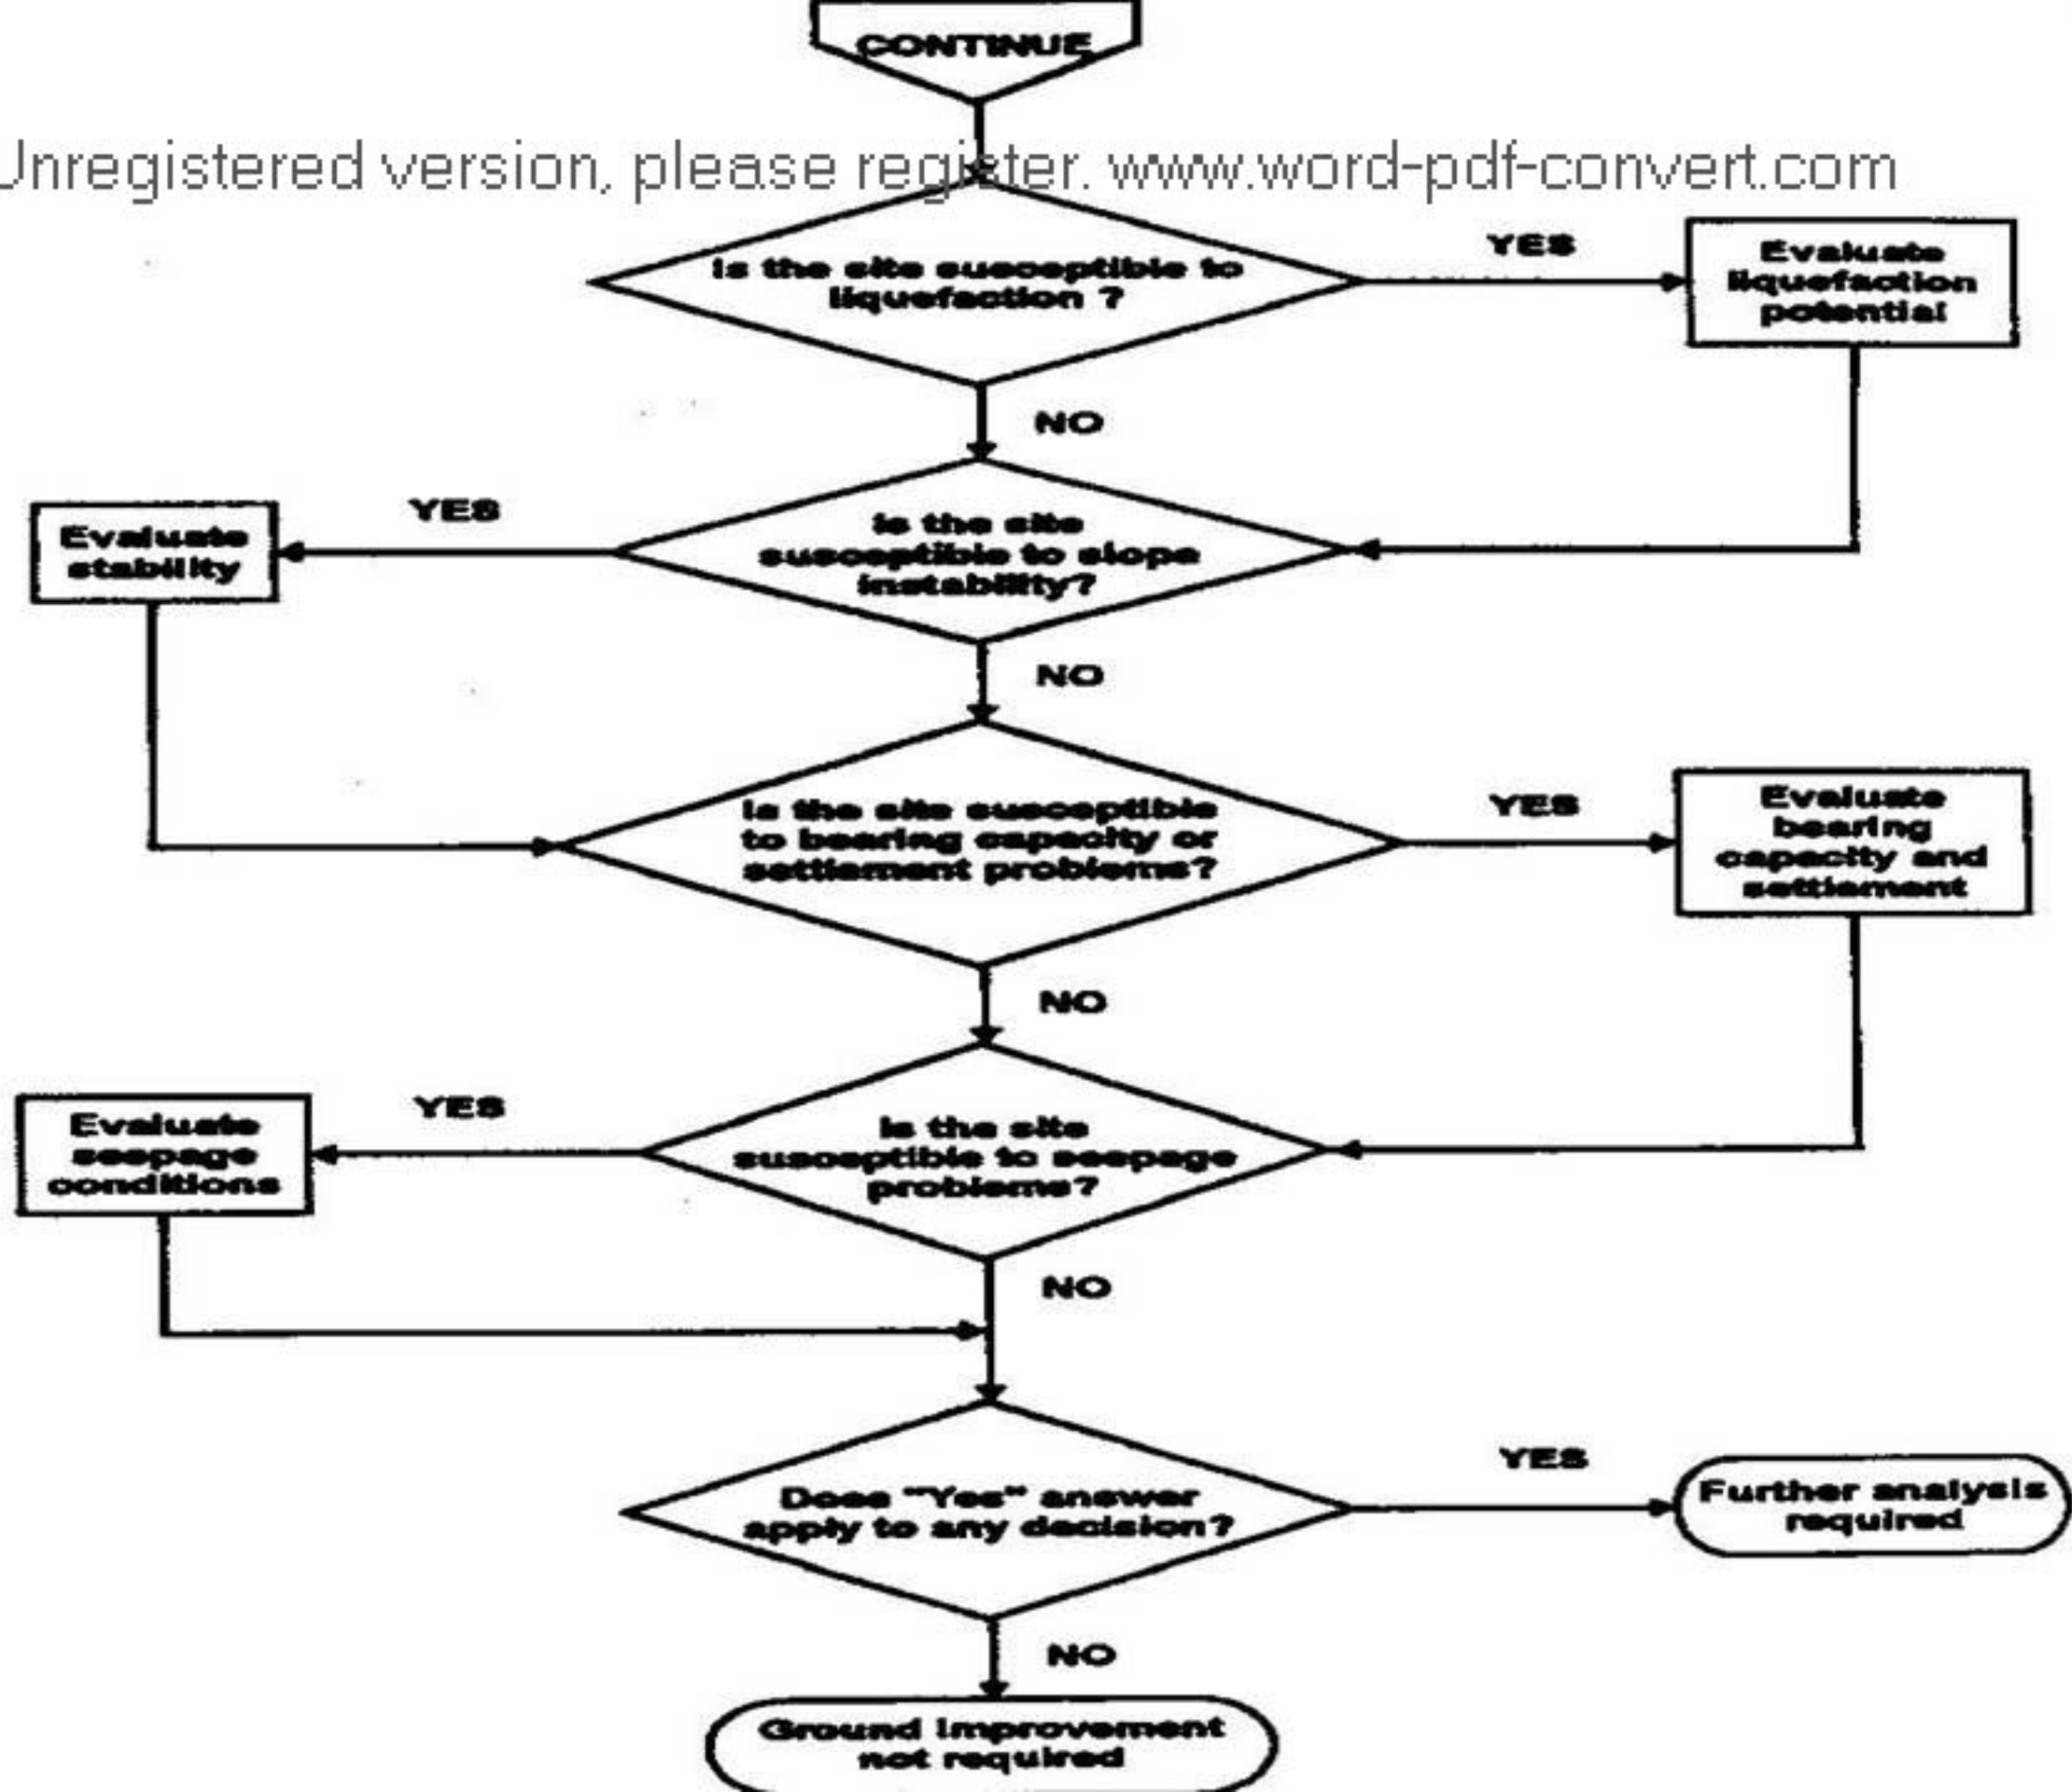 CONTINUE
Unregistered version, please register. www.word-pdf-convert.com
Is the site susceptible to
liquefaction ?
YES
Evaluate
liquefaction
potential
NO
Evaluate
stability
YES
Is the site
susceptible to slope
instability?
NO
Is the site susceptible
to bearing capacity or
settlement problems?
YES
Evaluate
bearing
capacity and
settlement
NO
Evaluate
seepage
conditions
YES
Is the site
susceptible to seepage
problems?
NO
Does "Yes" answer
apply to any decision?
YES
Further analysis
required
NO
Ground improvement
not required